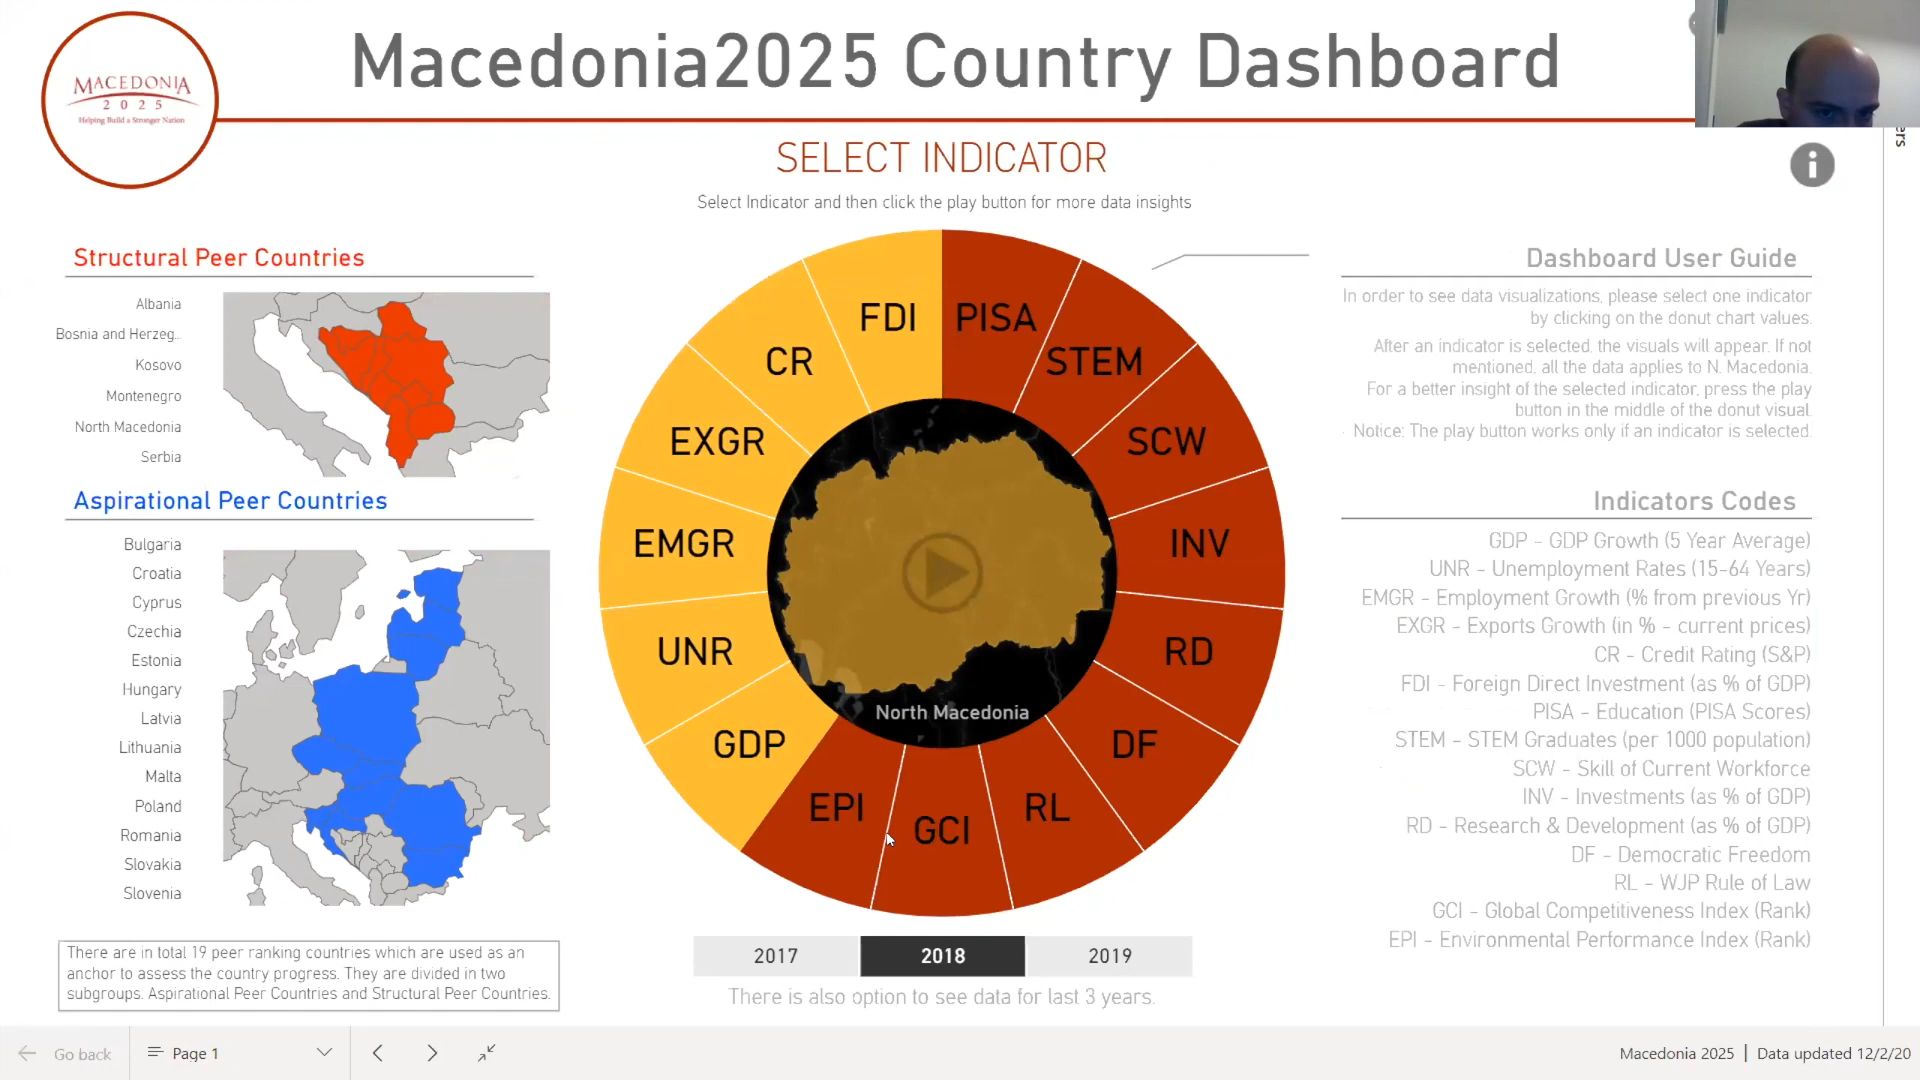 MACEDONIA
2025
Helping Build a Stronger Nation
Macedonia2025 Country Dashboard
SELECT INDICATOR
Select Indicator and then click the play button for more data insights
Structural Peer Countries
Albania
Bosnia and Herzeg...
Kosovo
Montenegro
North Macedonia
Serbia
Aspirational Peer Countries
Bulgaria
Croatia
Cyprus
Czechia
Estonia
Hungary
Latvia
Lithuania
Malta
Poland
Romania
Slovakia
Slovenia
There are in total 19 peer ranking countries which are used as an
anchor to assess the country progress. They are divided in two
subgroups. Aspirational Peer Countries and Structural Peer Countries.
FDI
PISA
CR
STEM
EXGR
SCW
EMGR
INV
UNR
RD
GDP
DF
EPI
GCI
RL
North Macedonia
2017
2018
2019
There is also option to see data for last 3 years.
Dashboard User Guide
In order to see data visualizations, please select one indicator
by clicking on the donut chart values.
After an indicator is selected, the visuals will appear. If not
mentioned, all the data applies to N. Macedonia.
For a better insight of the selected indicator, press the play
button in the middle of the donut visual.
Notice: The play button works only if an indicator is selected.
Indicators Codes
GDP - GDP Growth (5 Year Average)
UNR - Unemployment Rates (15-64 Years)
EMGR - Employment Growth (% from previous Yr)
EXGR - Exports Growth (in % - current prices)
CR - Credit Rating (S&P)
FDI - Foreign Direct Investment (as % of GDP)
PISA - Education (PISA Scores)
STEM - STEM Graduates (per 1000 population)
SCW - Skill of Current Workforce
INV - Investments (as % of GDP)
RD - Research & Development (as % of GDP)
DF - Democratic Freedom
RL - WJP Rule of Law
GCI - Global Competitiveness Index (Rank)
EPI - Environmental Performance Index (Rank)
Go back
Page 1
Macedonia 2025 | Data updated 12/2/20